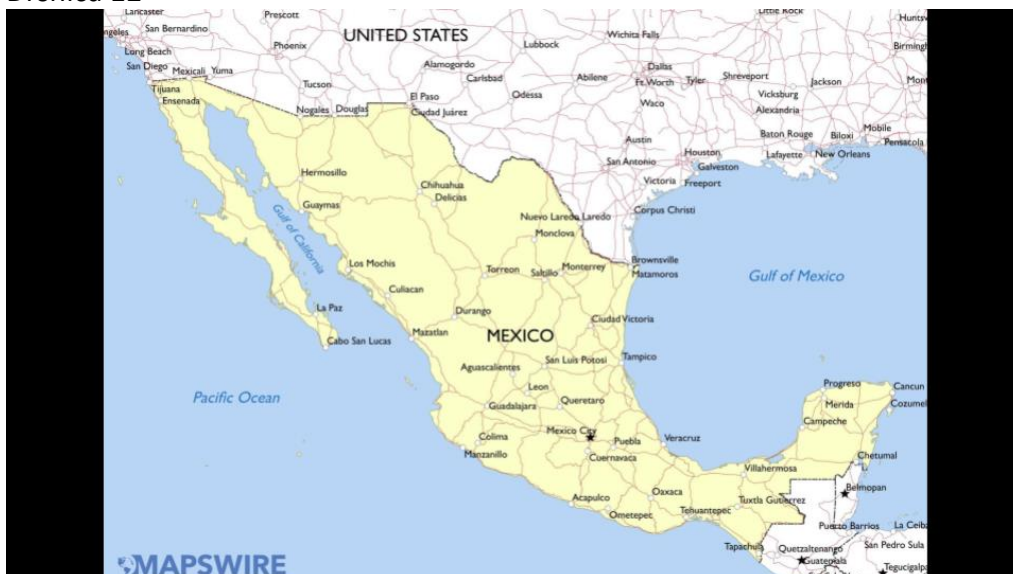 Lancaster
Prescott
Little Rock
San Bernardino
UNITED STATES
Wichita Falls
Long Beach
Phoenix
Lubbock
Alamogordo
Dallas
San Diego
Mexicali
Yuma
Carlsbad
Abilene
Ft. Worth
Tyler
Shreveport
Jackson
Tijuana
Tucson
Odessa
Vicksburg
Ensenada
El Paso
Waco
Alexandria
Nogales
Douglas
Ciudad Juárez
Mobile
Austin
Baton Rouge
Biloxi
Pensacola
Houston
Lafayette
New Orleans
San Antonio
Galveston
Hermosillo
Chihuahua
Victoria
Freeport
Delicias
Guaymas
Nuevo Laredo
Laredo
Corpus Christi
Gulf of California
Monclova
Los Mochis
Torreon
Saltillo
Monterrey
Brownsville
Matamoros
Gulf of Mexico
Culiacan
La Paz
Durango
Ciudad Victoria
Mazatlan
MEXICO
Cabo San Lucas
San Luis Potosi
Tampico
Aguascalientes
Pacific Ocean
Leon
Progreso
Cancun
Guadalajara
Queretaro
Merida
Cozumel
Mexico City
Campeche
Colima
Puebla
Veracruz
Manzanillo
Cuernavaca
Chetumal
Villahermosa
Belmopan
Acapulco
Oaxaca
Tuxtla Gutierrez
Ometepec
Tehuantepec
Puerto Barrios
La Ceib
Tapachula
Quetzaltenango
San Pedro Sula
Guatemala
Tegucigalp
MAPSWIRE